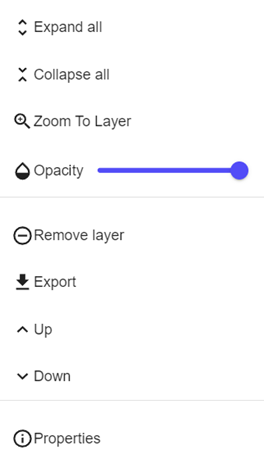 Expand all
Collapse all
Zoom To Layer
Opacity
Remove layer
Export
Up
Down
Properties